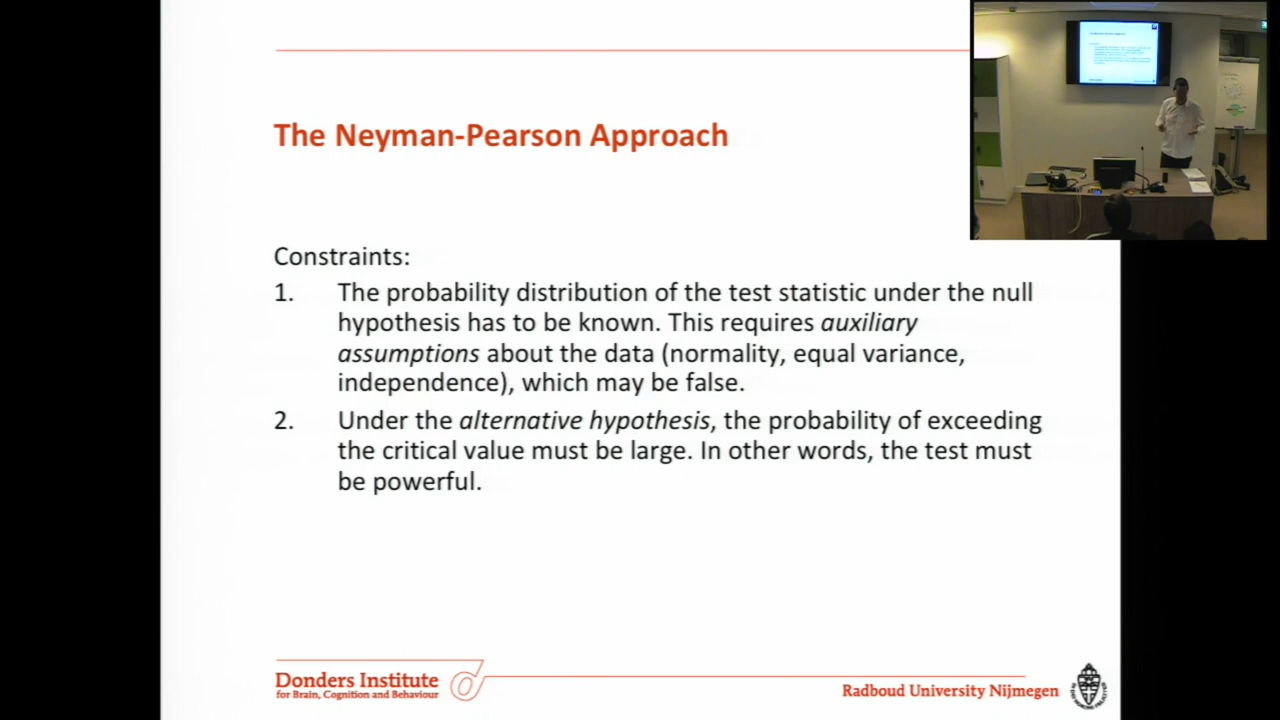 The Neyman-Pearson Approach
Constraints:
1. The probability distribution of the test statistic under the null
hypothesis has to be known. This requires auxiliary
assumptions about the data (normality, equal variance,
independence), which may be false.
2. Under the alternative hypothesis, the probability of exceeding
the critical value must be large. In other words, the test must
be powerful.
Donders Institute
for Brain, Cognition and Behaviour
Radboud University Nijmegen